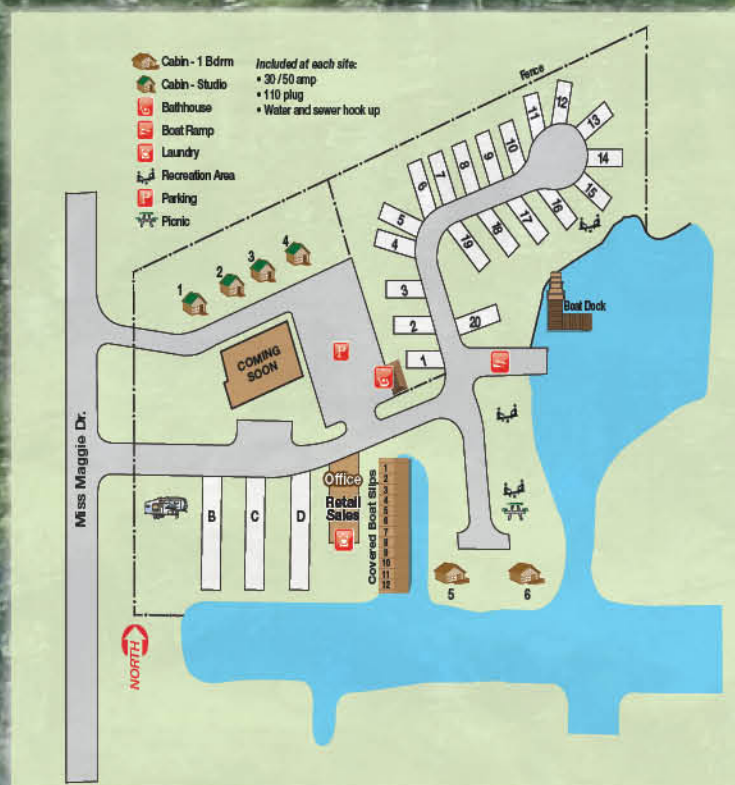 Cabin - 1 Bdrm
Cabin - Studio
Bathhouse
Boat Ramp
Laundry
Recreation Area
P Parking
Picnic
Included at each site:
• 30 / 50 amp
• 110 plug
• Water and sewer hook up
Fence
11
12
13
14
15
16
17
18
19
10
9
8
7
6
5
4
3
2
1
20
1
2
3
4
COMING
SOON
P
Boat Dock
Miss Maggie Dr.
B
C
D
Office
Retail
Sales
Covered Boat Slips
1
2
3
4
5
6
7
8
9
10
11
12
5
6
NORTH